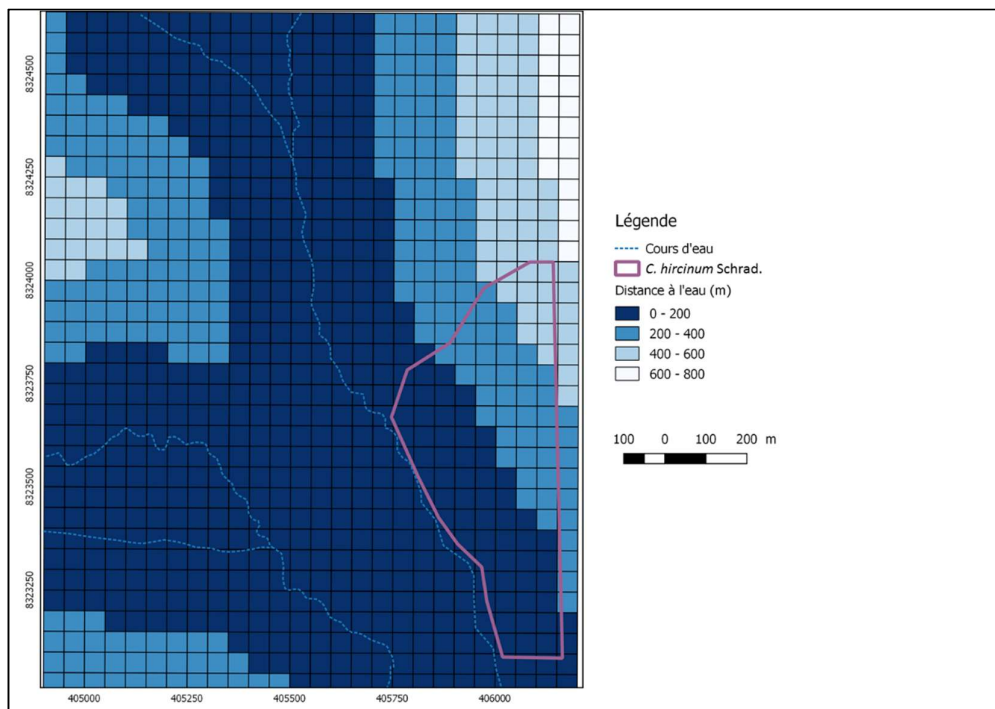 8324500
8324250
8324000
8323750
8323500
8323250
405000 405250 405500 405750 406000
Légende
Cours d'eau
C. hircinum Schrad.
Distance à l'eau (m)
0 - 200
200 - 400
400 - 600
600 - 800
100 0 100 200 m